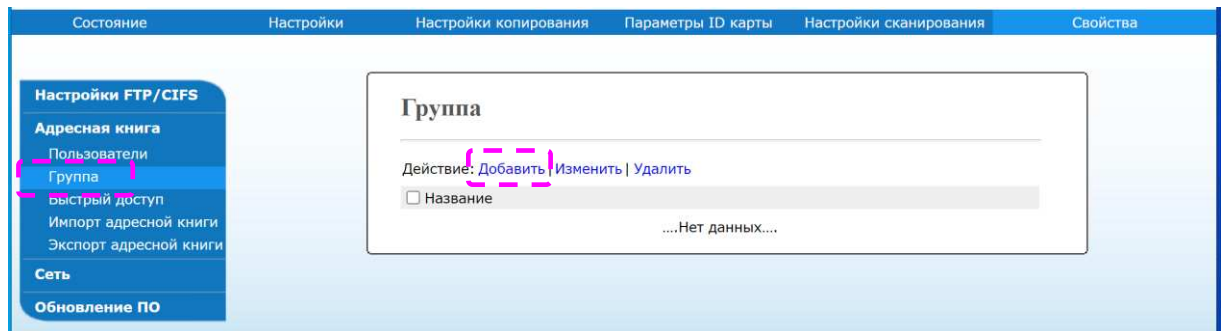 Состояние Настройки Настройки копирования Параметры ID карты Настройки сканирования Свойства
Настройки FTP/CIFS
Адресная книга
Пользователи
Группа
Быстрый доступ
Импорт адресной книги
Экспорт адресной книги
Сеть
Обновление ПО
Группа
Действие: Добавить | Изменить | Удалить
Название
....Нет данных....